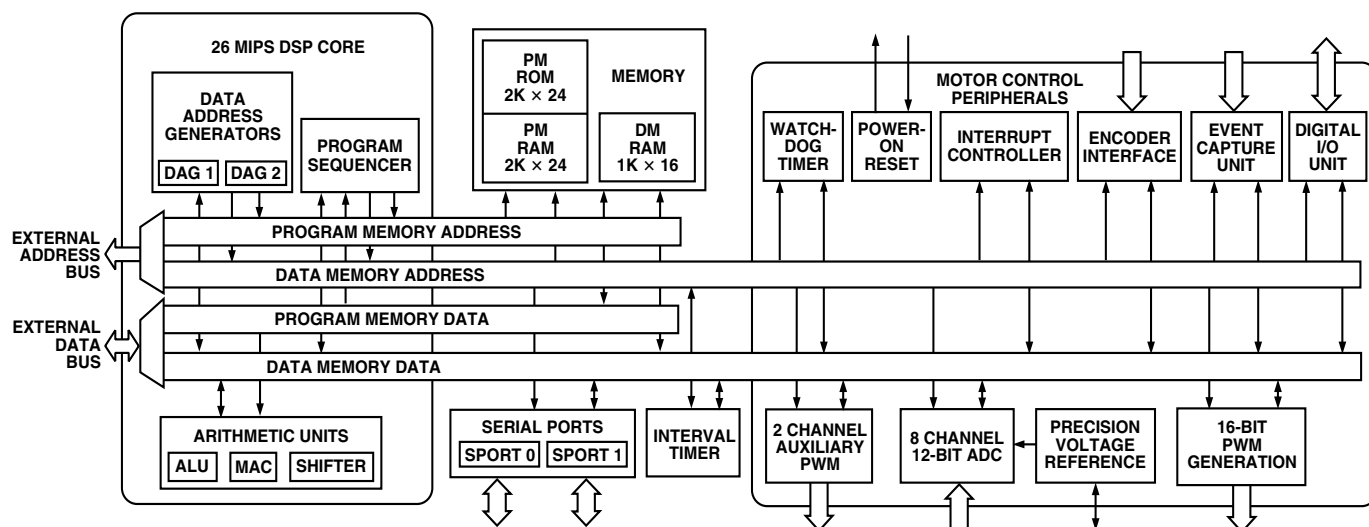 26 MIPS DSP CORE
DATA
ADDRESS
GENERATORS
DAG 1
DAG 2
PROGRAM
SEQUENCER
PM
ROM
2K × 24
MEMORY
PM
RAM
2K × 24
DM
RAM
1K × 16
MOTOR CONTROL
PERIPHERALS
WATCH-
DOG
TIMER
POWER-
ON
RESET
INTERRUPT
CONTROLLER
ENCODER
INTERFACE
EVENT
CAPTURE
UNIT
DIGITAL
I/O
UNIT
EXTERNAL
ADDRESS
BUS
PROGRAM MEMORY ADDRESS
DATA MEMORY ADDRESS
EXTERNAL
DATA
BUS
PROGRAM MEMORY DATA
DATA MEMORY DATA
ARITHMETIC UNITS
ALU
MAC
SHIFTER
SERIAL PORTS
SPORT 0
SPORT 1
INTERVAL
TIMER
2 CHANNEL
AUXILIARY
PWM
8 CHANNEL
12-BIT ADC
PRECISION
VOLTAGE
REFERENCE
16-BIT
PWM
GENERATION